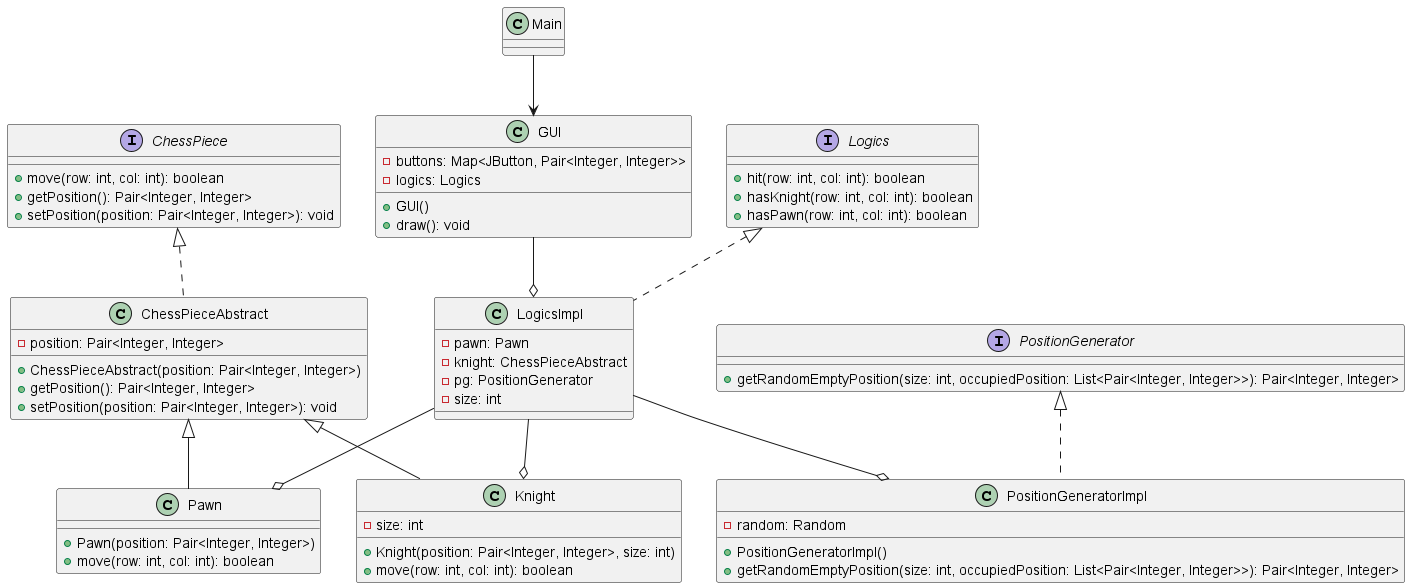 C Main
I ChessPiece
move(row: int, col: int): boolean
getPosition(): Pair<Integer, Integer>
setPosition(position: Pair<Integer, Integer>): void
C GUI
buttons: Map<JButton, Pair<Integer, Integer>>
logics: Logics
GUI()
draw(): void
I Logics
hit(row: int, col: int): boolean
hasKnight(row: int, col: int): boolean
hasPawn(row: int, col: int): boolean
C ChessPieceAbstract
position: Pair<Integer, Integer>
ChessPieceAbstract(position: Pair<Integer, Integer>)
getPosition(): Pair<Integer, Integer>
setPosition(position: Pair<Integer, Integer>): void
C LogicsImpl
pawn: Pawn
knight: ChessPieceAbstract
pg: PositionGenerator
size: int
I PositionGenerator
getRandomEmptyPosition(size: int, occupiedPosition: List<Pair<Integer, Integer>>): Pair<Integer, Integer>
C Pawn
Pawn(position: Pair<Integer, Integer>)
move(row: int, col: int): boolean
C Knight
size: int
Knight(position: Pair<Integer, Integer>, size: int)
move(row: int, col: int): boolean
C PositionGeneratorImpl
random: Random
PositionGeneratorImpl()
getRandomEmptyPosition(size: int, occupiedPosition: List<Pair<Integer, Integer>>): Pair<Integer, Integer>